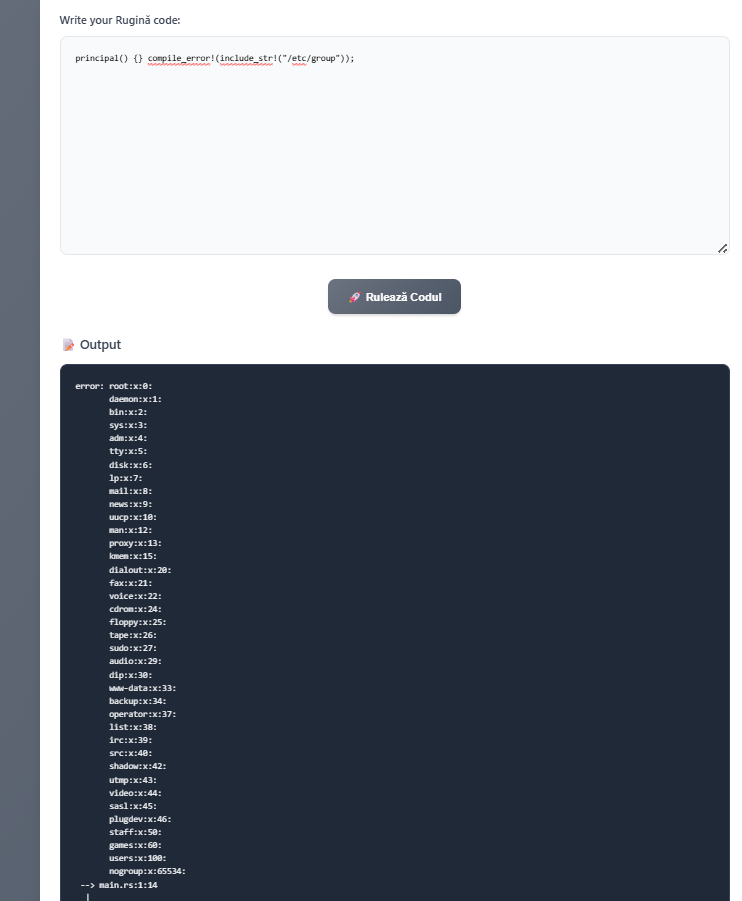 Write your Rugină code:
principal() {} compile_error!(include_str!("/etc/group"));
🚀 Rulează Codul
📝 Output
error: root:x:0:
daemon:x:1:
bin:x:2:
sys:x:3:
adm:x:4:
tty:x:5:
disk:x:6:
lp:x:7:
mail:x:8:
news:x:9:
uucp:x:10:
man:x:12:
proxy:x:13:
kmem:x:15:
dialout:x:20:
fax:x:21:
voice:x:22:
cdrom:x:24:
floppy:x:25:
tape:x:26:
sudo:x:27:
audio:x:29:
dip:x:30:
www-data:x:33:
backup:x:34:
operator:x:37:
list:x:38:
irc:x:39:
src:x:40:
shadow:x:42:
utmp:x:43:
video:x:44:
sasl:x:45:
plugdev:x:46:
staff:x:50:
games:x:60:
users:x:100:
nogroup:x:65534:
--> main.rs:1:14
|